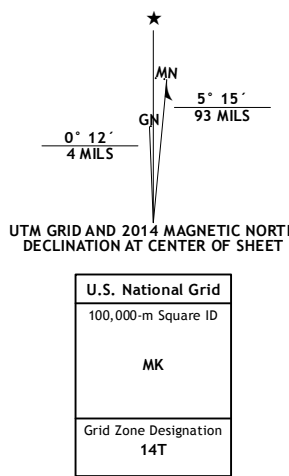 ★
MN
5° 15´
93 MILS
GN
0° 12´
4 MILS
UTM GRID AND 2014 MAGNETIC NORTH
DECLINATION AT CENTER OF SHEET
U.S. National Grid
100,000-m Square ID
MK
Grid Zone Designation
14T